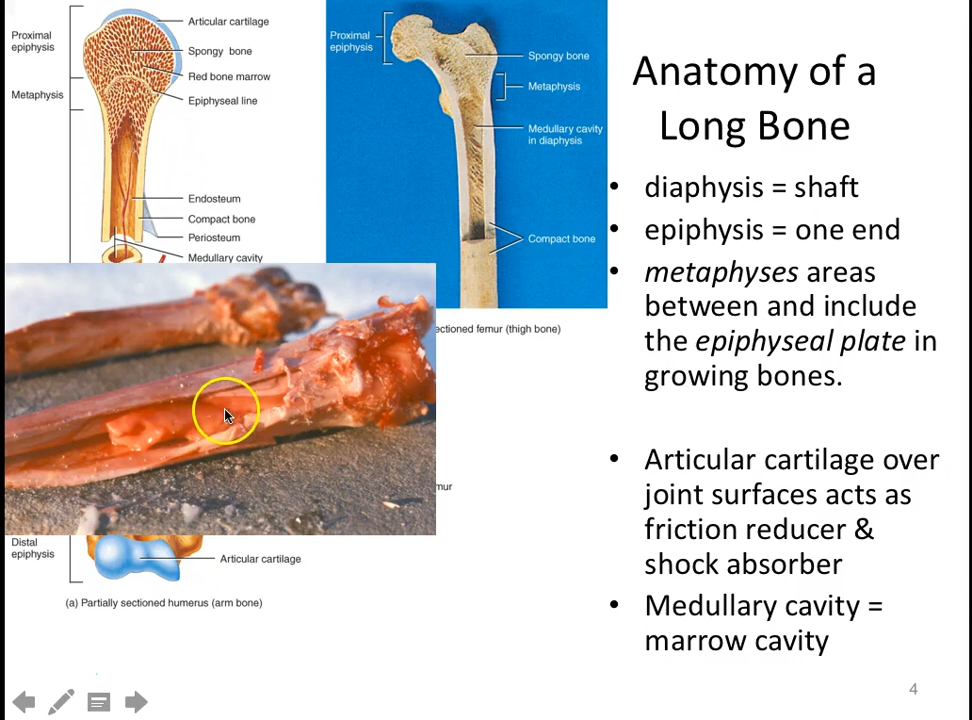 Articular cartilage
Proximal
epiphysis
Spongy bone
Red bone marrow
Metaphysis
Epiphyseal line
Endosteum
Compact bone
Periosteum
Medullary cavity
Proximal
epiphysis
Spongy bone
Metaphysis
Medullary cavity
in diaphysis
Compact bone
ectioned femur (thigh bone)
mur
Distal
epiphysis
Articular cartilage
(a) Partially sectioned humerus (arm bone)
Anatomy of a
Long Bone
• diaphysis = shaft
• epiphysis = one end
• metaphyses areas
between and include
the epiphyseal plate in
growing bones.
• Articular cartilage over
joint surfaces acts as
friction reducer &
shock absorber
• Medullary cavity =
marrow cavity
4